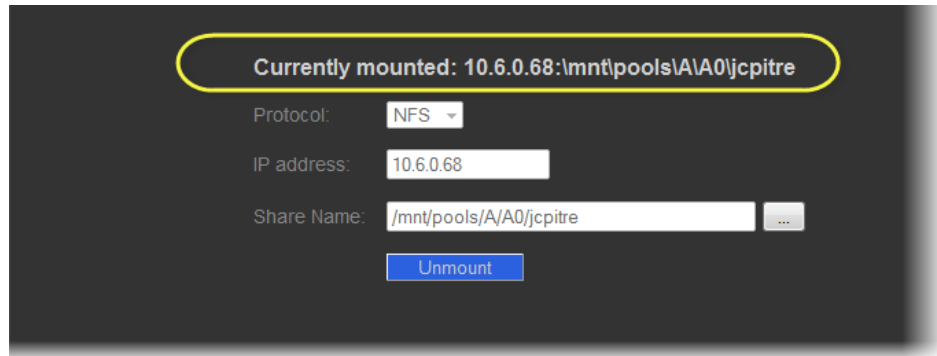 Currently mounted: 10.6.0.68:\mnt\pools\A\A0\jcpitre
Protocol: NFS
IP address: 10.6.0.68
Share Name: /mnt/pools/A/A0/jcpitre ...
Unmount